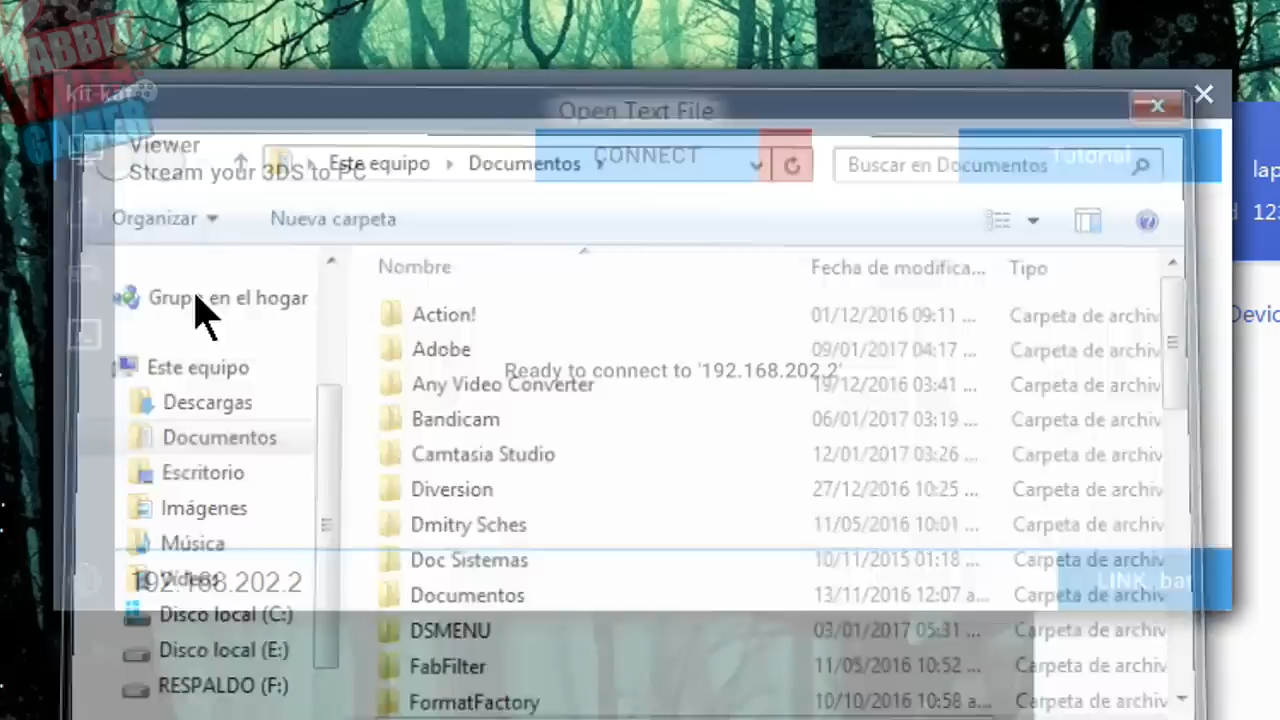 RABBIT
GAMER
kit-kat
Open Text File
Viewer
Stream your 3DS to PC
CONNECT
Tutorial
Este equipo
Documentos
Buscar en Documentos
lap
123
Organizar
Nueva carpeta
Nombre
Fecha de modifica...
Tipo
Grupo en el hogar
Este equipo
Descargas
Documentos
Escritorio
Imágenes
Música
Vídeos
Disco local (C:)
Disco local (E:)
RESPALDO (F:)
Action! 01/12/2016 09:11 ... Carpeta de archiv
Adobe 09/01/2017 04:17 ... Carpeta de archiv
Ready to connect to '192.168.202.2'
Any Video Converter 19/12/2016 03:41 ... Carpeta de archiv
Bandicam 06/01/2017 03:19 ... Carpeta de archiv
Camtasia Studio 12/01/2017 03:26 ... Carpeta de archiv
Diversion 27/12/2016 10:25 ... Carpeta de archiv
Dmitry Sches 11/05/2016 10:01 ... Carpeta de archiv
Doc Sistemas 10/11/2015 01:18 ... Carpeta de archiv
Documentos 13/11/2016 12:07 a... Carpeta de archiv
DSMENU 03/01/2017 05:31 ... Carpeta de archiv
FabFilter 11/05/2016 10:52 ... Carpeta de archiv
FormatFactory 10/10/2016 10:58 a... Carpeta de archiv
192.168.202.2
LINK .bat
Devic